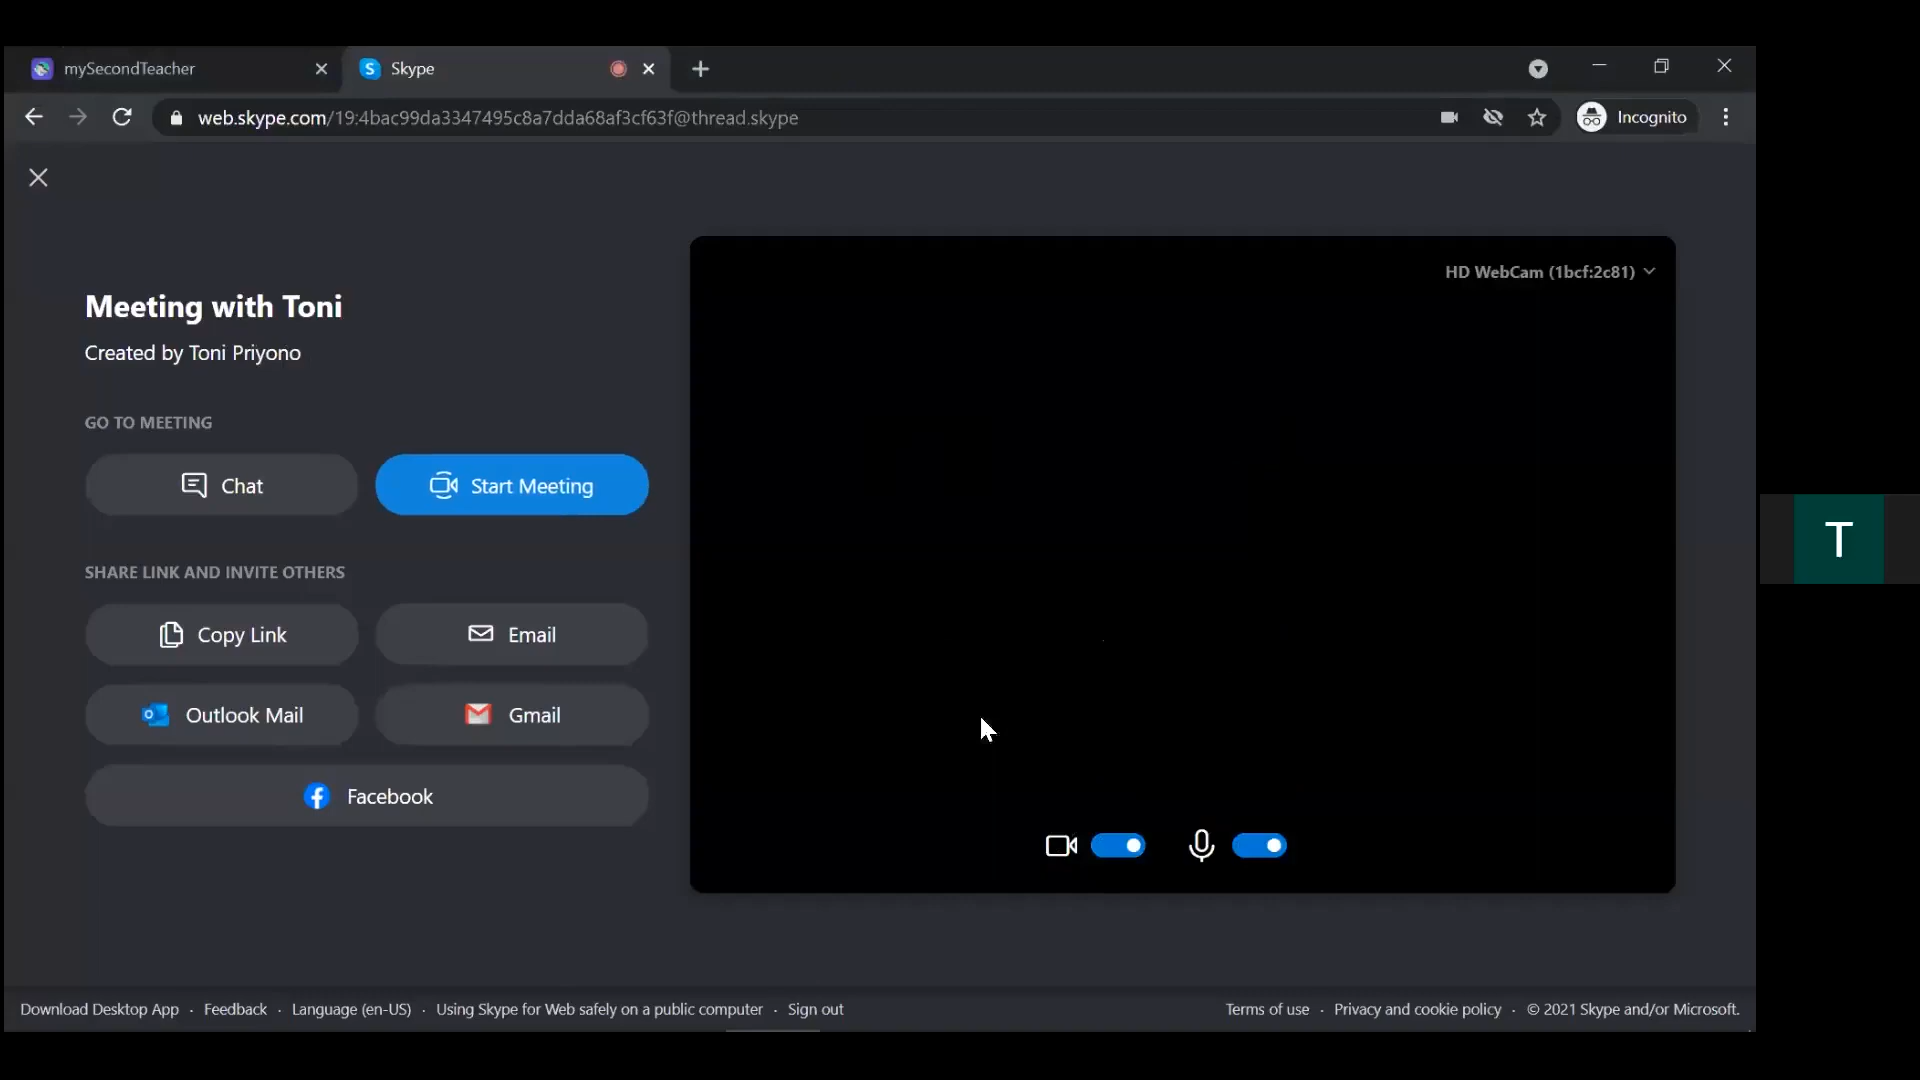 mySecondTeacher
Skype
web.skype.com/19:4bac99da3347495c8a7dda68af3cf63f@thread.skype
Incognito
HD WebCam (1bcf:2c81)
Meeting with Toni
Created by Toni Priyono
GO TO MEETING
Chat
Start Meeting
SHARE LINK AND INVITE OTHERS
Copy Link
Email
Outlook Mail
Gmail
Facebook
T
Download Desktop App · Feedback · Language (en-US) · Using Skype for Web safely on a public computer · Sign out
Terms of use · Privacy and cookie policy · © 2021 Skype and/or Microsoft.